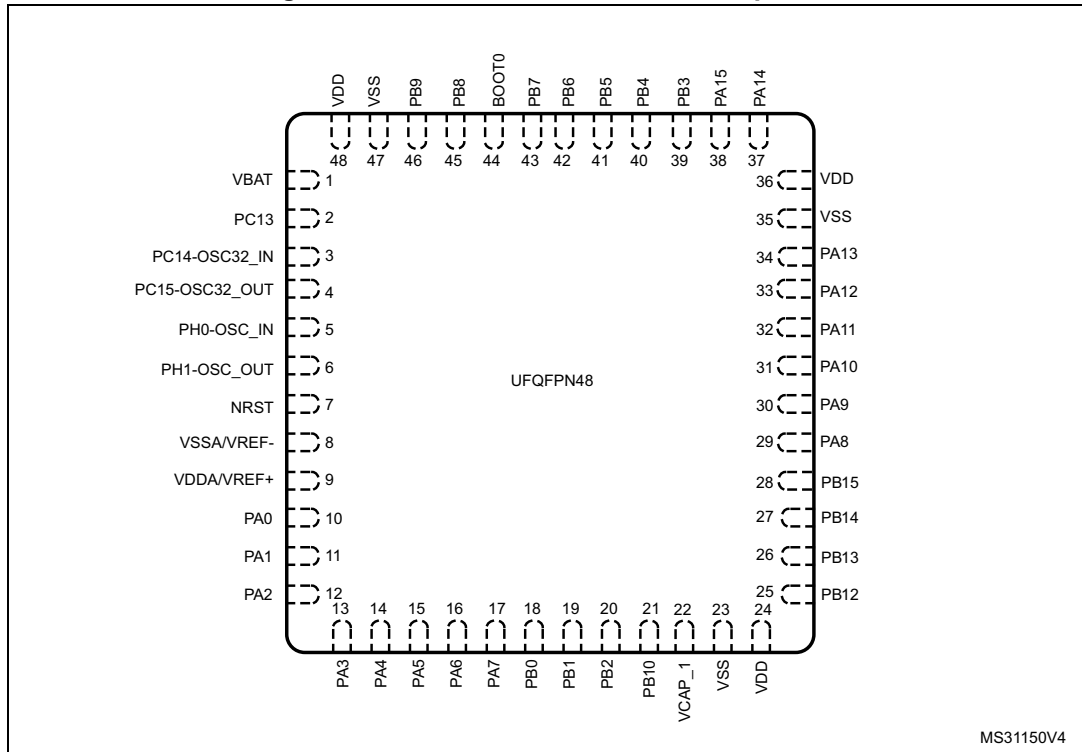 VDD
VSS
PB9
PB8
BOOT0
PB7
PB6
PB5
PB4
PB3
PA15
PA14
48
47
46
45
44
43
42
41
40
39
38
37
VBAT 1
36 VDD
PC13 2
35 VSS
PC14-OSC32_IN 3
34 PA13
PC15-OSC32_OUT 4
33 PA12
PH0-OSC_IN 5
32 PA11
PH1-OSC_OUT 6
31 PA10
UFQFPN48
NRST 7
30 PA9
VSSA/VREF- 8
29 PA8
VDDA/VREF+ 9
28 PB15
PA0 10
27 PB14
PA1 11
26 PB13
PA2 12
25 PB12
13
14
15
16
17
18
19
20
21
22
23
24
PA3
PA4
PA5
PA6
PA7
PB0
PB1
PB2
PB10
VCAP_1
VSS
VDD
MS31150V4